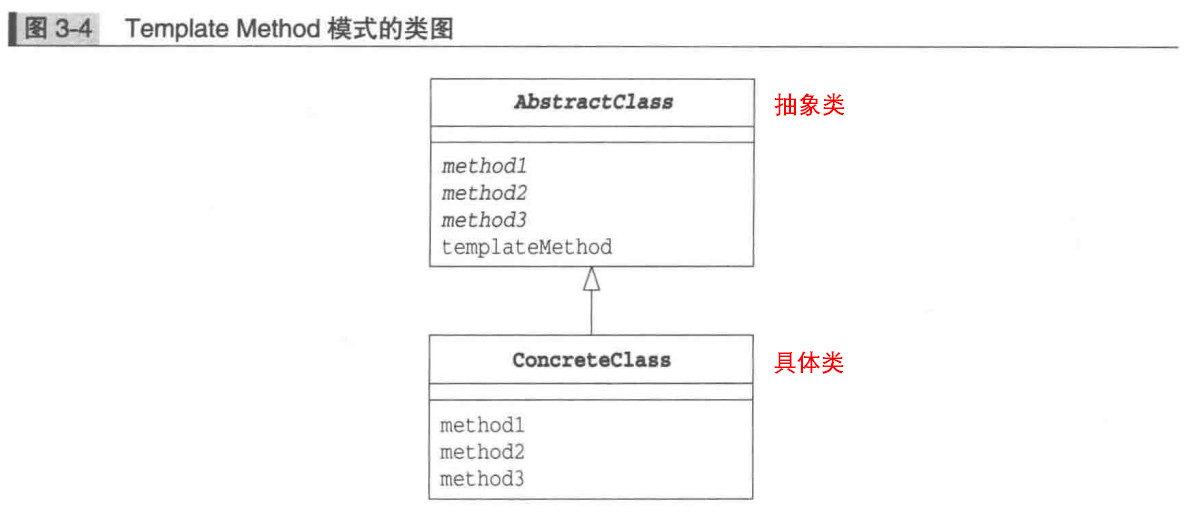 图 3-4 Template Method 模式的类图
AbstractClass
抽象类
method1
method2
method3
templateMethod
ConcreteClass
具体类
method1
method2
method3